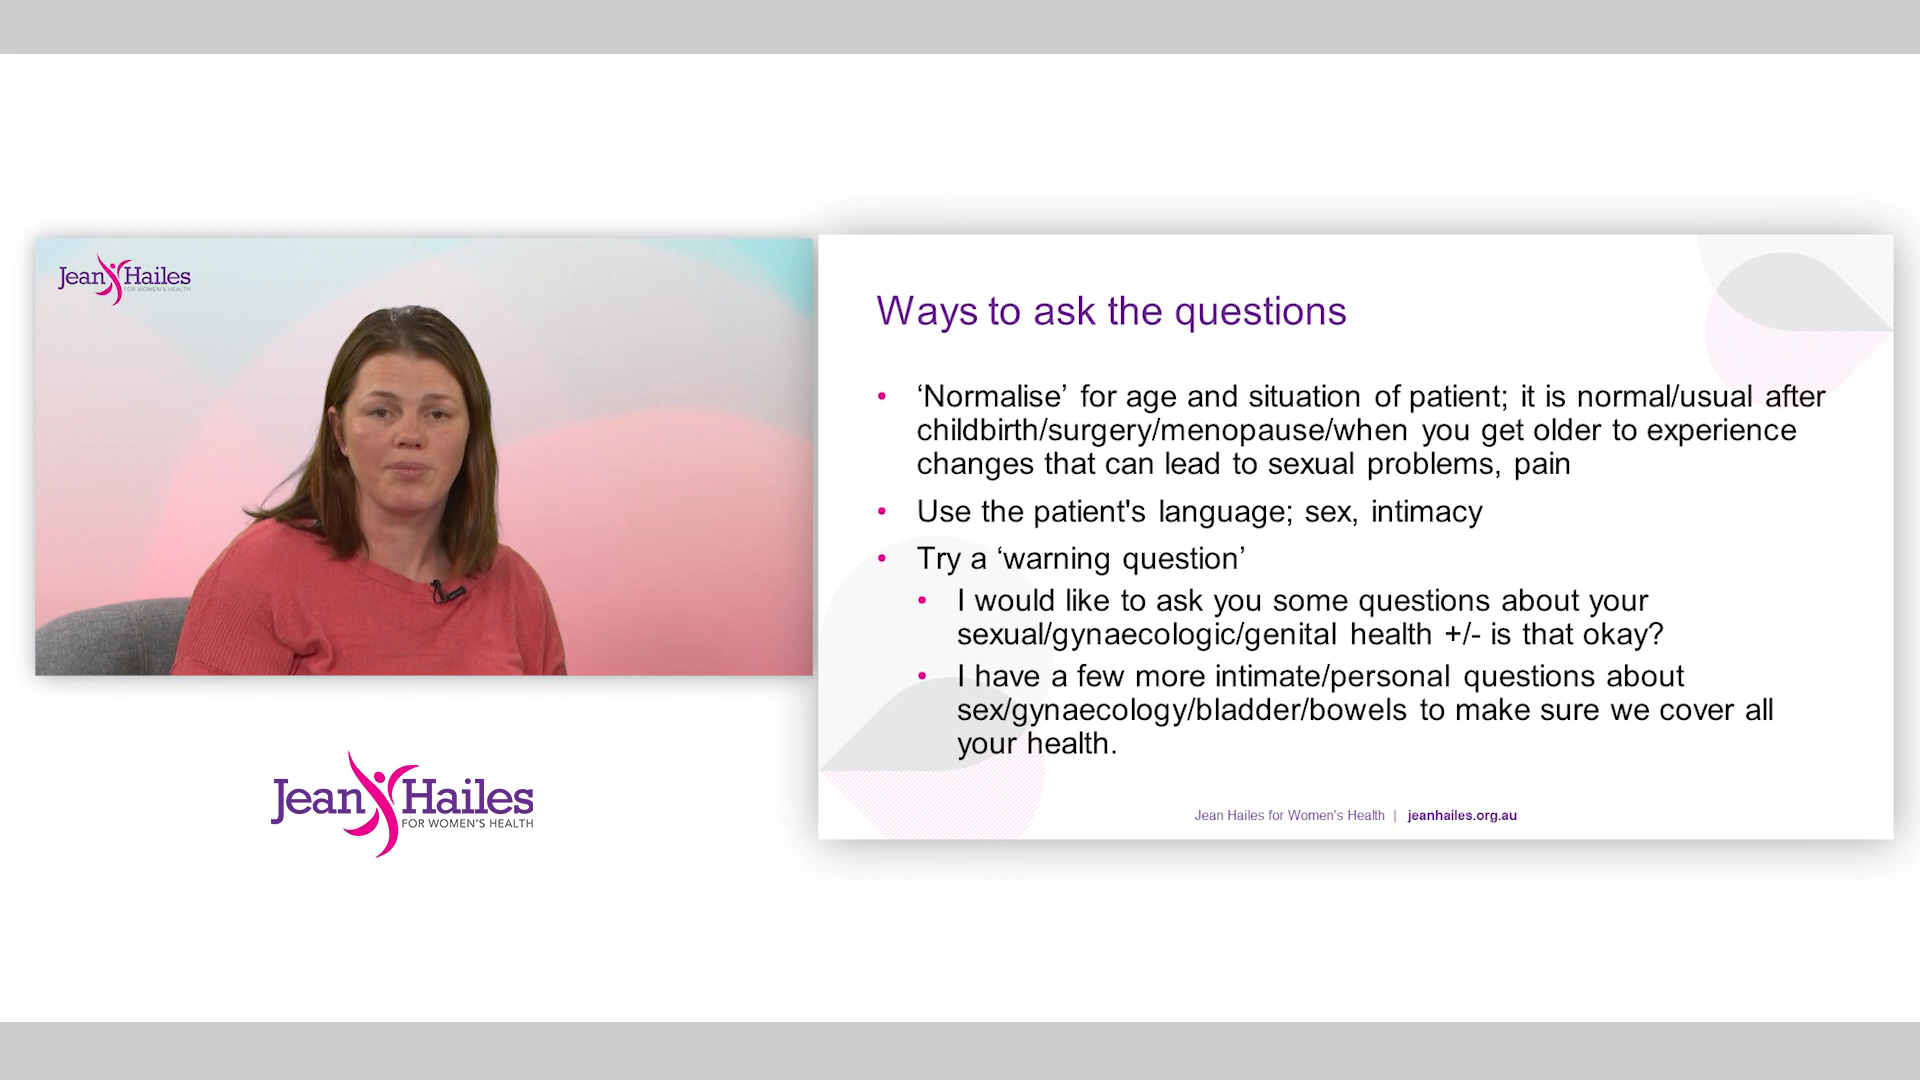 Jean Hailes
FOR WOMEN'S HEALTH
Jean Hailes
FOR WOMEN'S HEALTH
Ways to ask the questions
• ‘Normalise’ for age and situation of patient; it is normal/usual after
childbirth/surgery/menopause/when you get older to experience
changes that can lead to sexual problems, pain
• Use the patient's language; sex, intimacy
• Try a ‘warning question’
• I would like to ask you some questions about your
sexual/gynaecologic/genital health +/- is that okay?
• I have a few more intimate/personal questions about
sex/gynaecology/bladder/bowels to make sure we cover all
your health.
Jean Hailes for Women's Health | jeanhailes.org.au